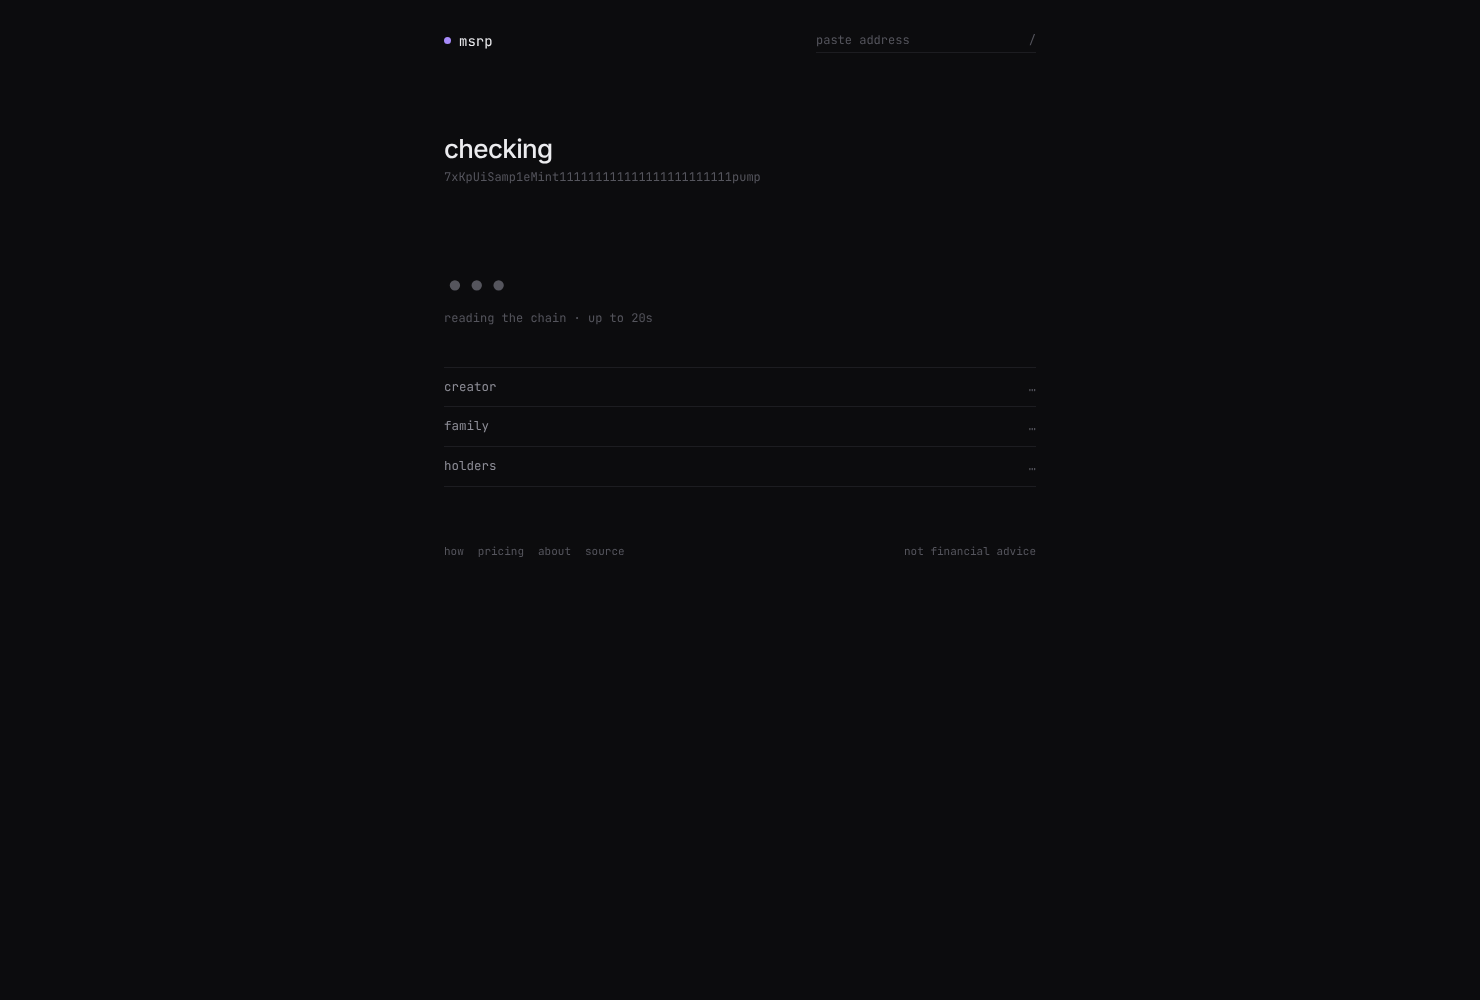 msrp
paste address /
checking
7xKpUiSamp1eMint111111111111111111111111pump
reading the chain · up to 20s
creator …
family …
holders …
how pricing about source
not financial advice